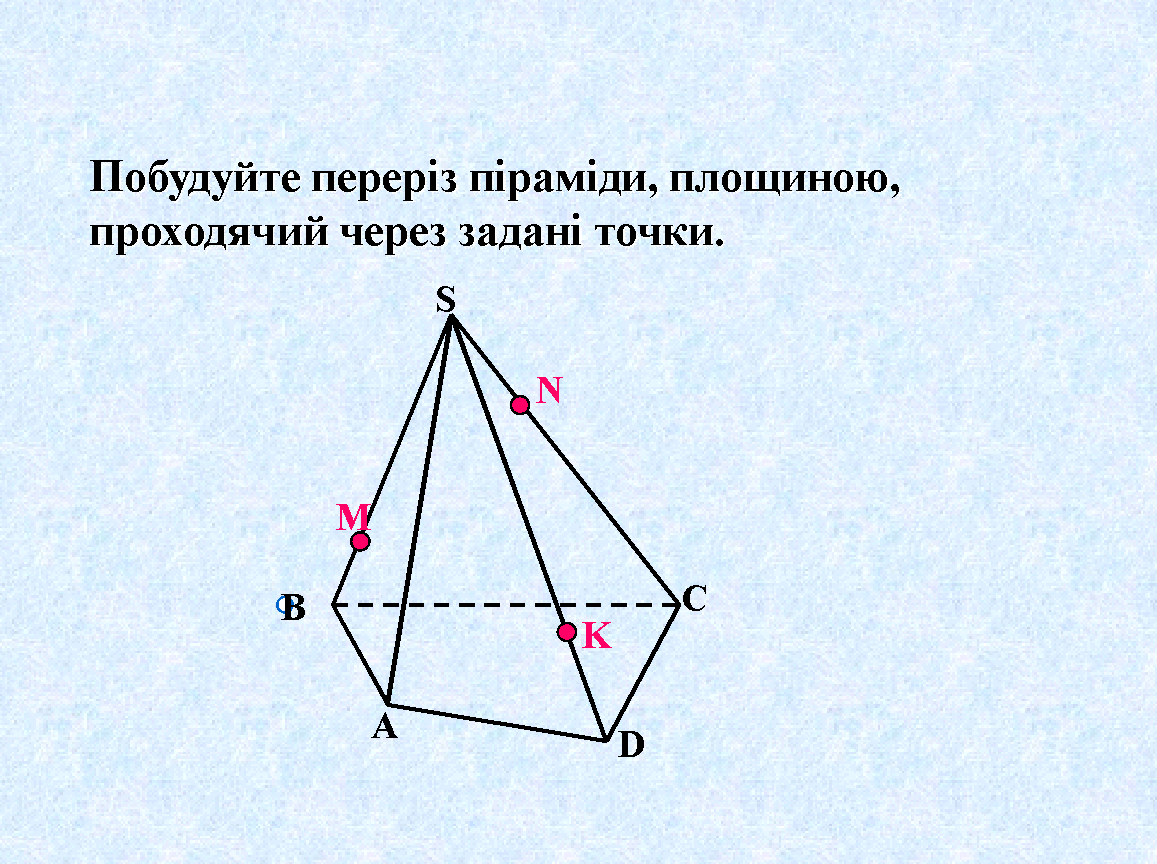 Побудуйте переріз піраміди, площиною,
проходячий через задані точки.
S
N
M
B
C
K
A
D